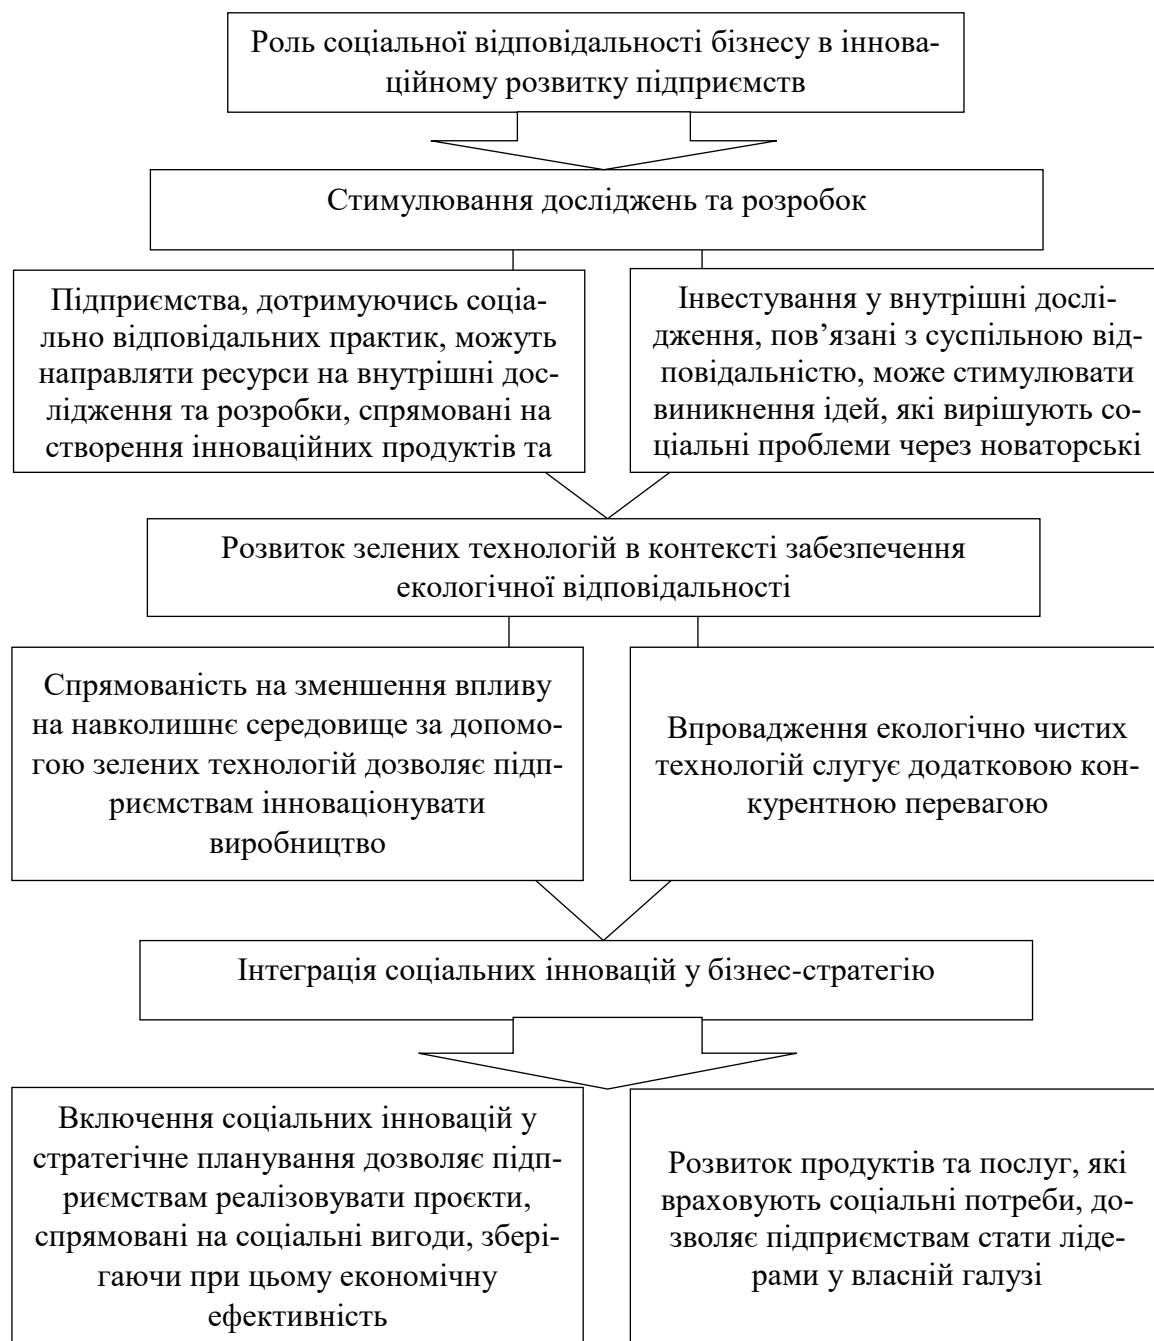 Роль соціальної відповідальності бізнесу в іннова-
ційному розвитку підприємств
Стимулювання досліджень та розробок
Підприємства, дотримуючись соці-
ально відповідальних практик, можуть
направляти ресурси на внутрішні дос-
лідження та розробки, спрямовані на
створення інноваційних продуктів та
Інвестування у внутрішні дослі-
дження, пов’язані з суспільною від-
повідальністю, може стимулювати
виникнення ідей, які вирішують со-
ціальні проблеми через новаторські
Розвиток зелених технологій в контексті забезпечення
екологічної відповідальності
Спрямованість на зменшення впливу
на навколишнє середовище за допомо-
гою зелених технологій дозволяє підп-
риємствам інноваціонувати
виробництво
Впровадження екологічно чистих
технологій слугує додатковою кон-
курентною перевагою
Інтеграція соціальних інновацій у бізнес-стратегію
Включення соціальних інновацій у
стратегічне планування дозволяє підп-
риємствам реалізовувати проєкти,
спрямовані на соціальні вигоди, збері-
гаючи при цьому економічну
ефективність
Розвиток продуктів та послуг, які
враховують соціальні потреби, до-
зволяє підприємствам стати ліде-
рами у власній галузі